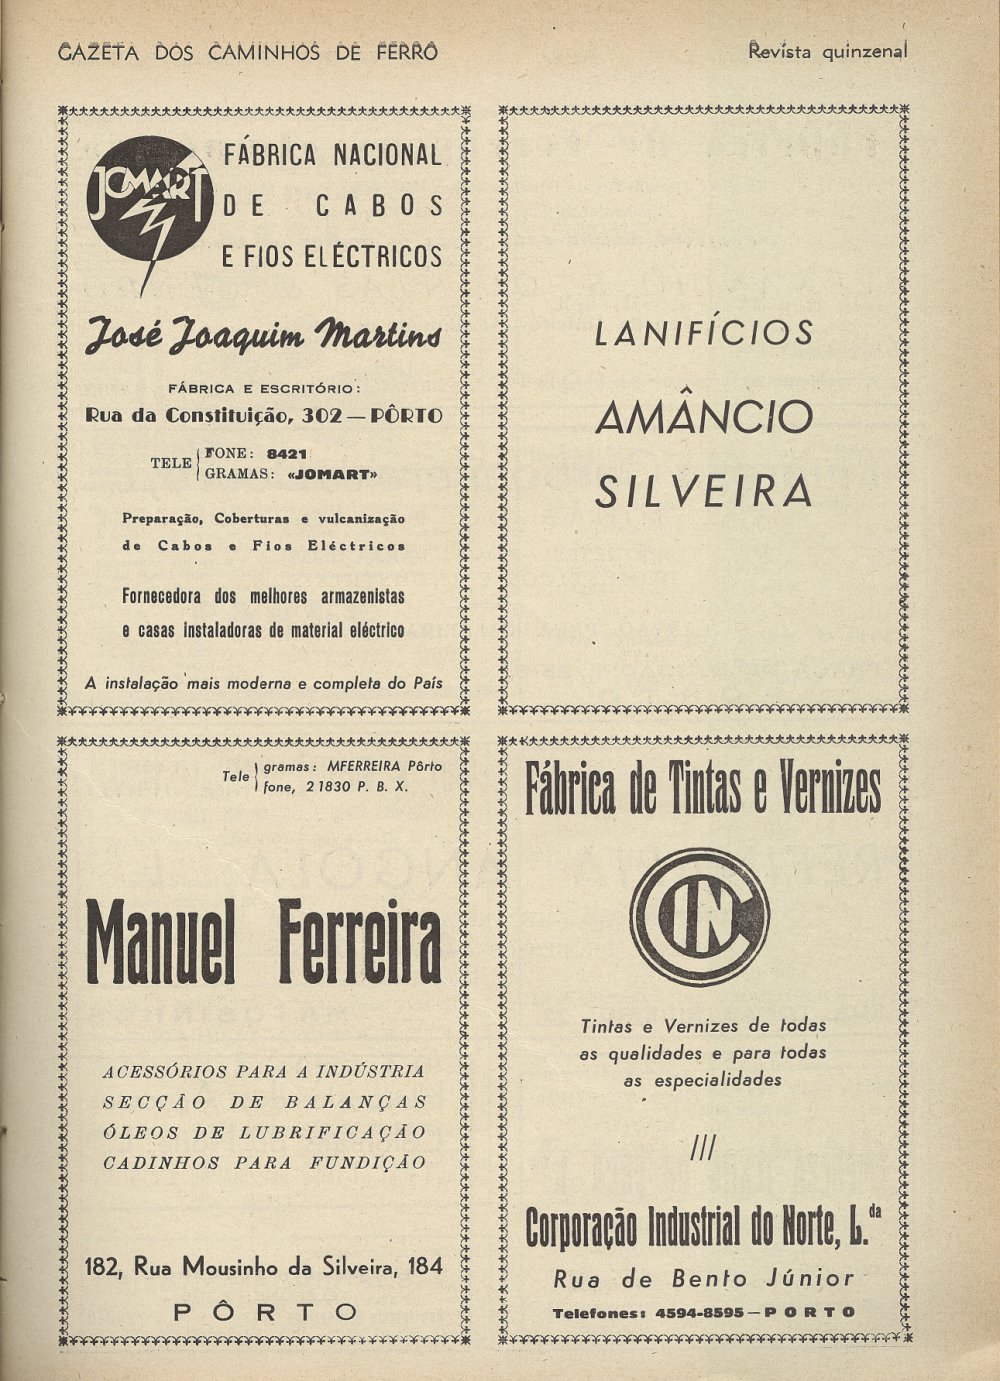 GAZETA DOS CAMINHOS DE FERRO
Revista quinzenal
JOMART
FÁBRICA NACIONAL
DE CABOS
E FIOS ELÉCTRICOS
José Joaquim Martins
FÁBRICA E ESCRITÓRIO:
Rua da Constituição, 302 — PÔRTO
TELE
FONE: 8421
GRAMAS: «JOMART»
Preparação, Coberturas e vulcanização
de Cabos e Fios Eléctricos
Fornecedora dos melhores armazenistas
e casas instaladoras de material eléctrico
A instalação mais moderna e completa do País
LANIFÍCIOS
AMÂNCIO
SILVEIRA
Tele
gramas: MFERREIRA Pôrto
fone, 21830 P. B. X.
Manuel Ferreira
ACESSÓRIOS PARA A INDÚSTRIA
SECÇÃO DE BALANÇAS
ÓLEOS DE LUBRIFICAÇÃO
CADINHOS PARA FUNDIÇÃO
182, Rua Mousinho da Silveira, 184
PÔRTO
Fábrica de Tintas e Vernizes
CIN
Tintas e Vernizes de todas
as qualidades e para todas
as especialidades
///
Corporação Industrial do Norte, L.da
Rua de Bento Júnior
Telefones: 4594-8595 — PORTO